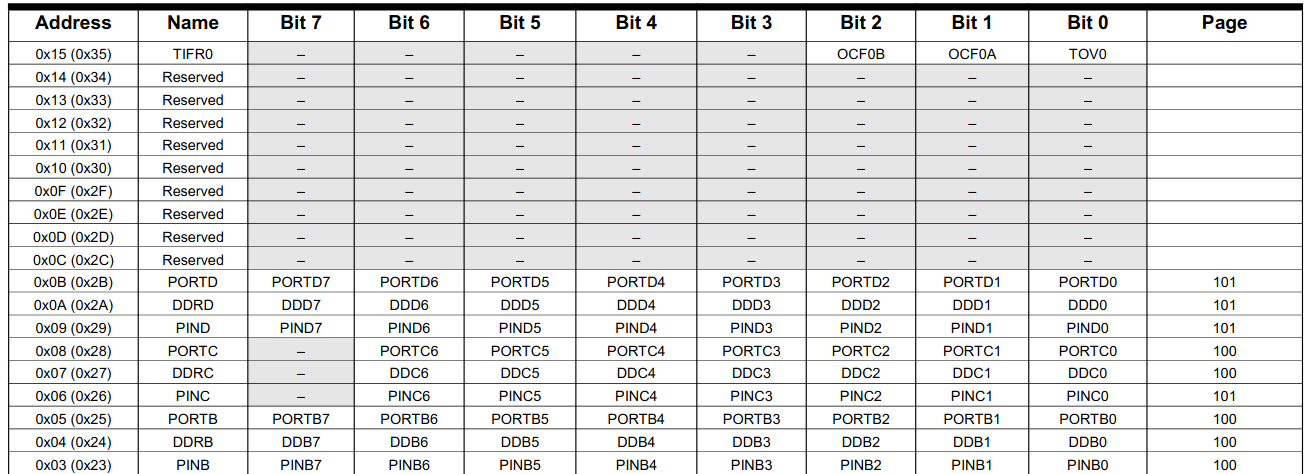 Address Name Bit 7 Bit 6 Bit 5 Bit 4 Bit 3 Bit 2 Bit 1 Bit 0 Page
0x15 (0x35) TIFR0 – – – – – OCF0B OCF0A TOV0
0x14 (0x34) Reserved – – – – – – – –
0x13 (0x33) Reserved – – – – – – – –
0x12 (0x32) Reserved – – – – – – – –
0x11 (0x31) Reserved – – – – – – – –
0x10 (0x30) Reserved – – – – – – – –
0x0F (0x2F) Reserved – – – – – – – –
0x0E (0x2E) Reserved – – – – – – – –
0x0D (0x2D) Reserved – – – – – – – –
0x0C (0x2C) Reserved – – – – – – – –
0x0B (0x2B) PORTD PORTD7 PORTD6 PORTD5 PORTD4 PORTD3 PORTD2 PORTD1 PORTD0 101
0x0A (0x2A) DDRD DDD7 DDD6 DDD5 DDD4 DDD3 DDD2 DDD1 DDD0 101
0x09 (0x29) PIND PIND7 PIND6 PIND5 PIND4 PIND3 PIND2 PIND1 PIND0 101
0x08 (0x28) PORTC – PORTC6 PORTC5 PORTC4 PORTC3 PORTC2 PORTC1 PORTC0 100
0x07 (0x27) DDRC – DDC6 DDC5 DDC4 DDC3 DDC2 DDC1 DDC0 100
0x06 (0x26) PINC – PINC6 PINC5 PINC4 PINC3 PINC2 PINC1 PINC0 101
0x05 (0x25) PORTB PORTB7 PORTB6 PORTB5 PORTB4 PORTB3 PORTB2 PORTB1 PORTB0 100
0x04 (0x24) DDRB DDB7 DDB6 DDB5 DDB4 DDB3 DDB2 DDB1 DDB0 100
0x03 (0x23) PINB PINB7 PINB6 PINB5 PINB4 PINB3 PINB2 PINB1 PINB0 100